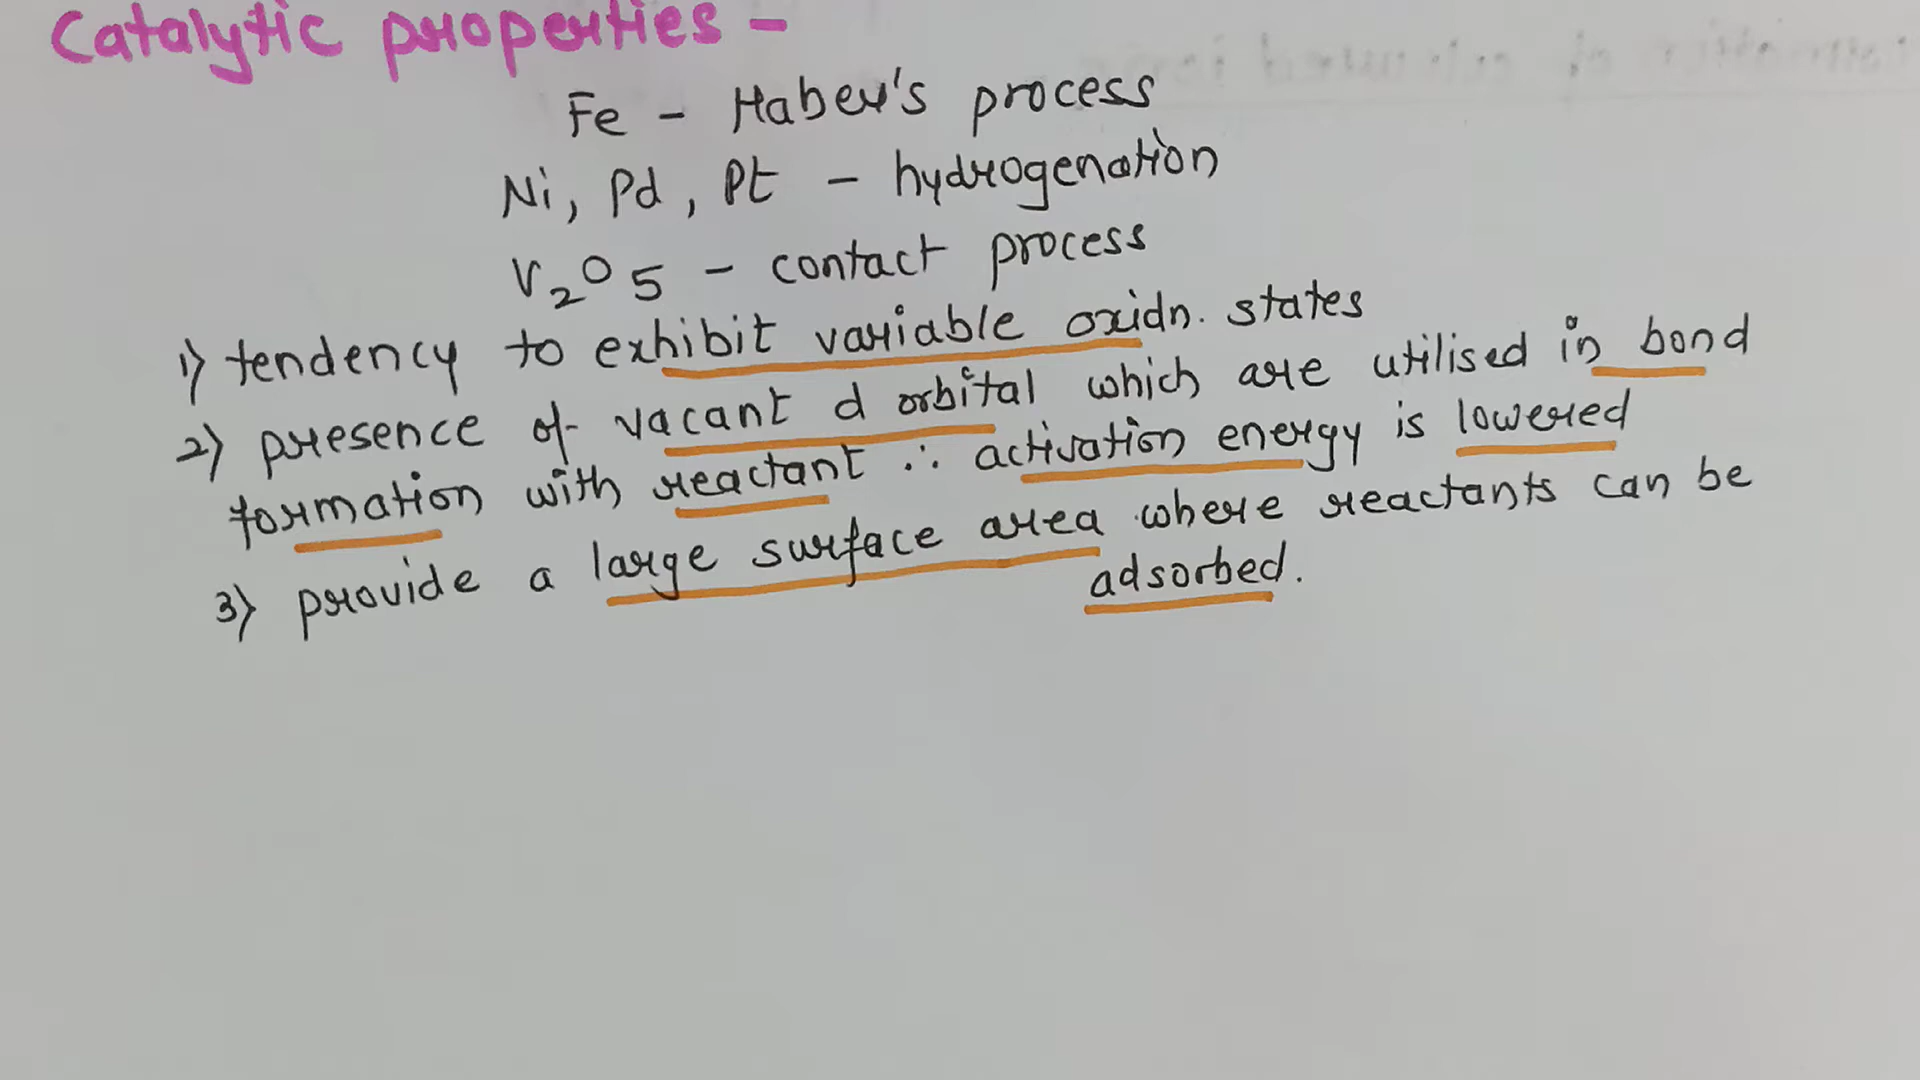 Catalytic properties -
Fe - Haber's process
Ni, Pd, Pt - hydrogenation
V2O5 - contact process
1) tendency to exhibit variable oxidn. states
2) presence of vacant d orbital which are utilised in bond
formation with reactant ∴ activation energy is lowered
3) provide a large surface area where reactants can be
adsorbed.